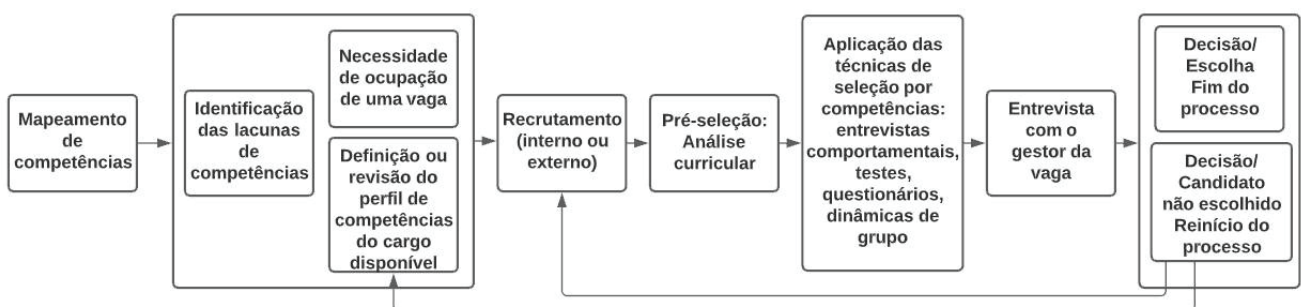 Mapeamento
de
competências
Identificação
das lacunas
de
competências
Necessidade
de ocupação
de uma vaga
Definição ou
revisão do
perfil de
competências
do cargo
disponível
Recrutamento
(interno ou
externo)
Pré-seleção:
Análise
curricular
Aplicação das
técnicas de
seleção por
competências:
entrevistas
comportamentais,
testes,
questionários,
dinâmicas de
grupo
Entrevista
com o
gestor da
vaga
Decisão/
Escolha
Fim do
processo
Decisão/
Candidato
não escolhido
Reinício do
processo